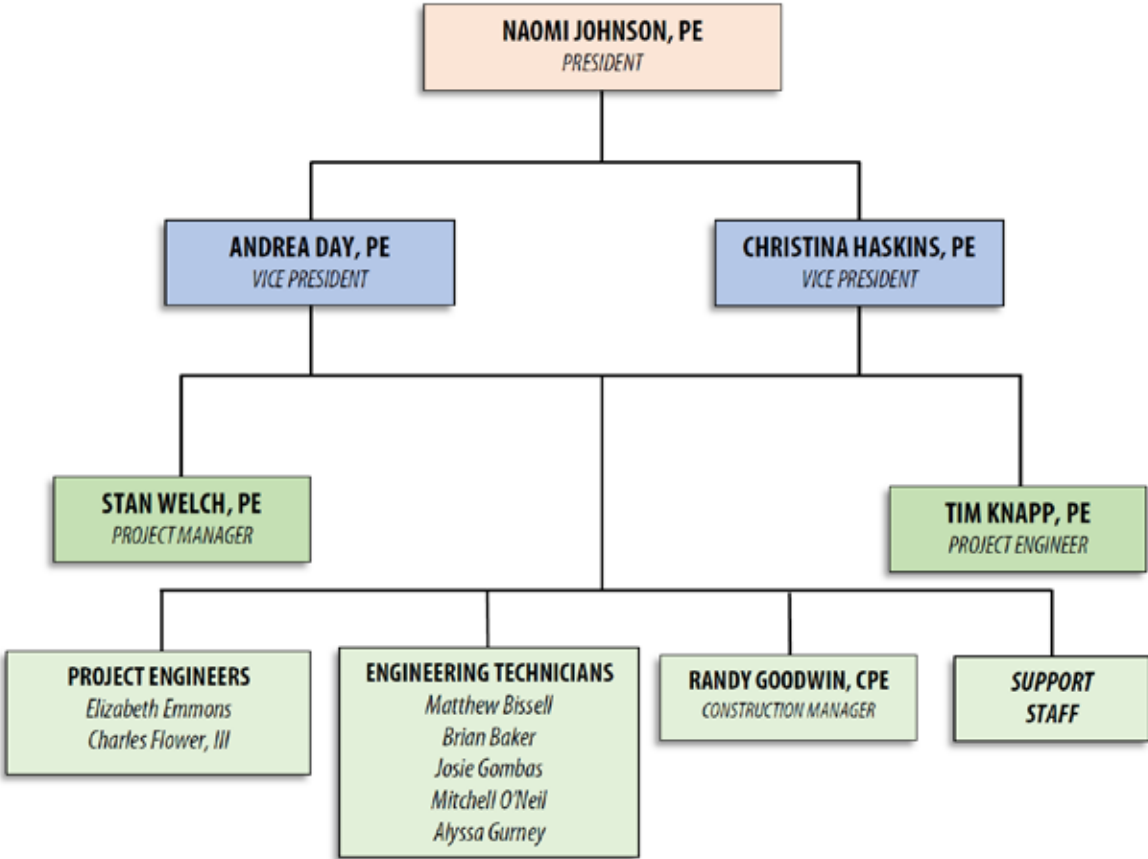 NAOMI JOHNSON, PE
PRESIDENT
ANDREA DAY, PE
VICE PRESIDENT
CHRISTINA HASKINS, PE
VICE PRESIDENT
STAN WELCH, PE
PROJECT MANAGER
TIM KNAPP, PE
PROJECT ENGINEER
PROJECT ENGINEERS
Elizabeth Emmons
Charles Flower, III
ENGINEERING TECHNICIANS
Matthew Bissell
Brian Baker
Josie Gombas
Mitchell O'Neil
Alyssa Gurney
RANDY GOODWIN, CPE
CONSTRUCTION MANAGER
SUPPORT
STAFF